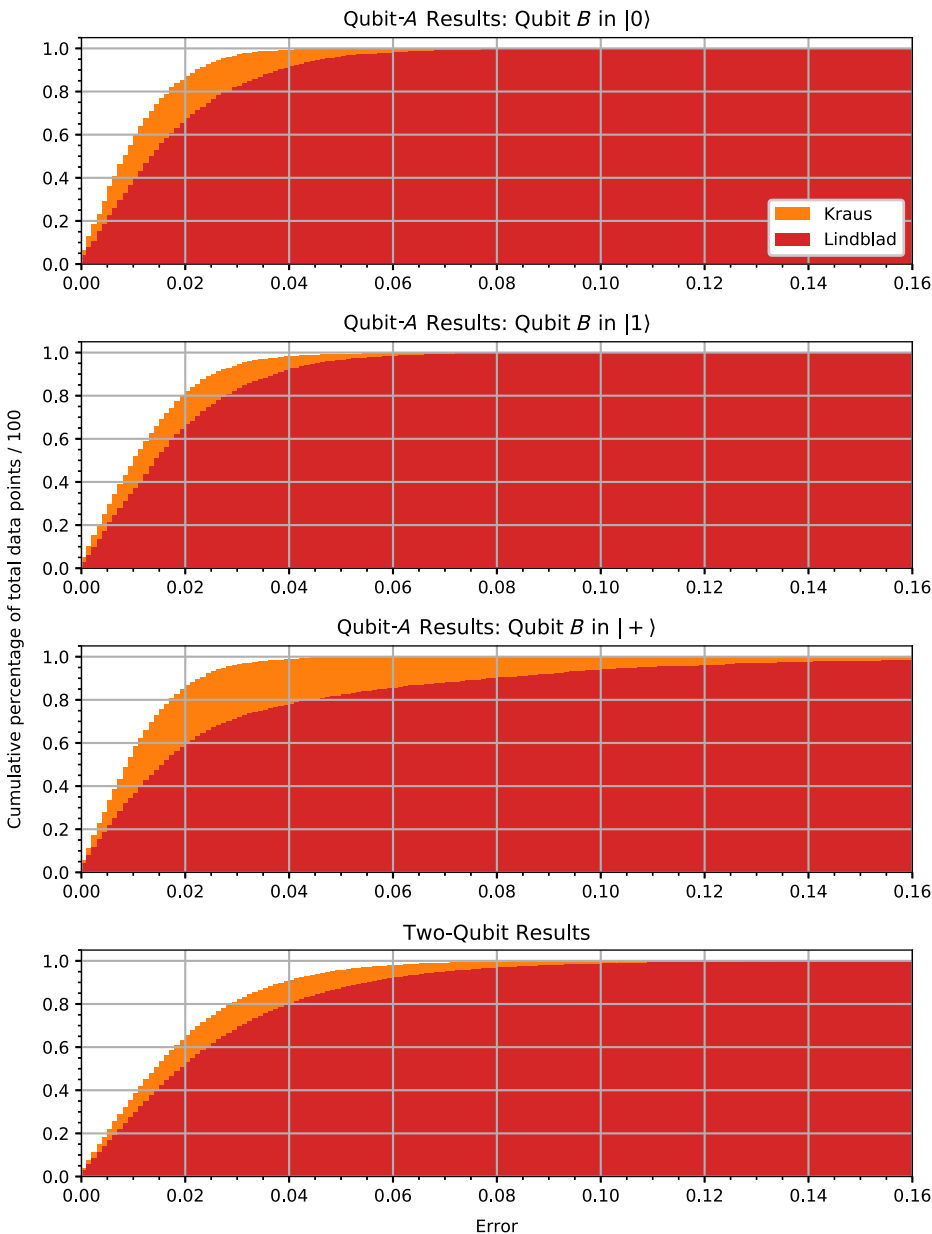 Qubit-A Results: Qubit B in |0⟩
1.0
0.8
0.6
0.4
0.2
0.0
Kraus
Lindblad
0.00 0.02 0.04 0.06 0.08 0.10 0.12 0.14 0.16
Qubit-A Results: Qubit B in |1⟩
1.0
0.8
0.6
0.4
0.2
0.0
0.00 0.02 0.04 0.06 0.08 0.10 0.12 0.14 0.16
Cumulative percentage of total data points / 100
Qubit-A Results: Qubit B in | + ⟩
1.0
0.8
0.6
0.4
0.2
0.0
0.00 0.02 0.04 0.06 0.08 0.10 0.12 0.14 0.16
Two-Qubit Results
1.0
0.8
0.6
0.4
0.2
0.0
0.00 0.02 0.04 0.06 0.08 0.10 0.12 0.14 0.16
Error